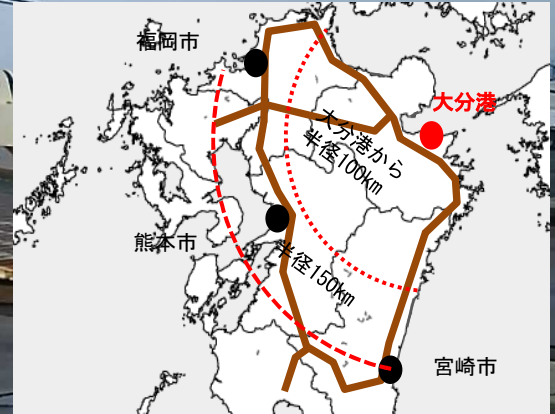 福岡市
大分港
大分港から
半径100km
熊本市
半径150km
宮崎市